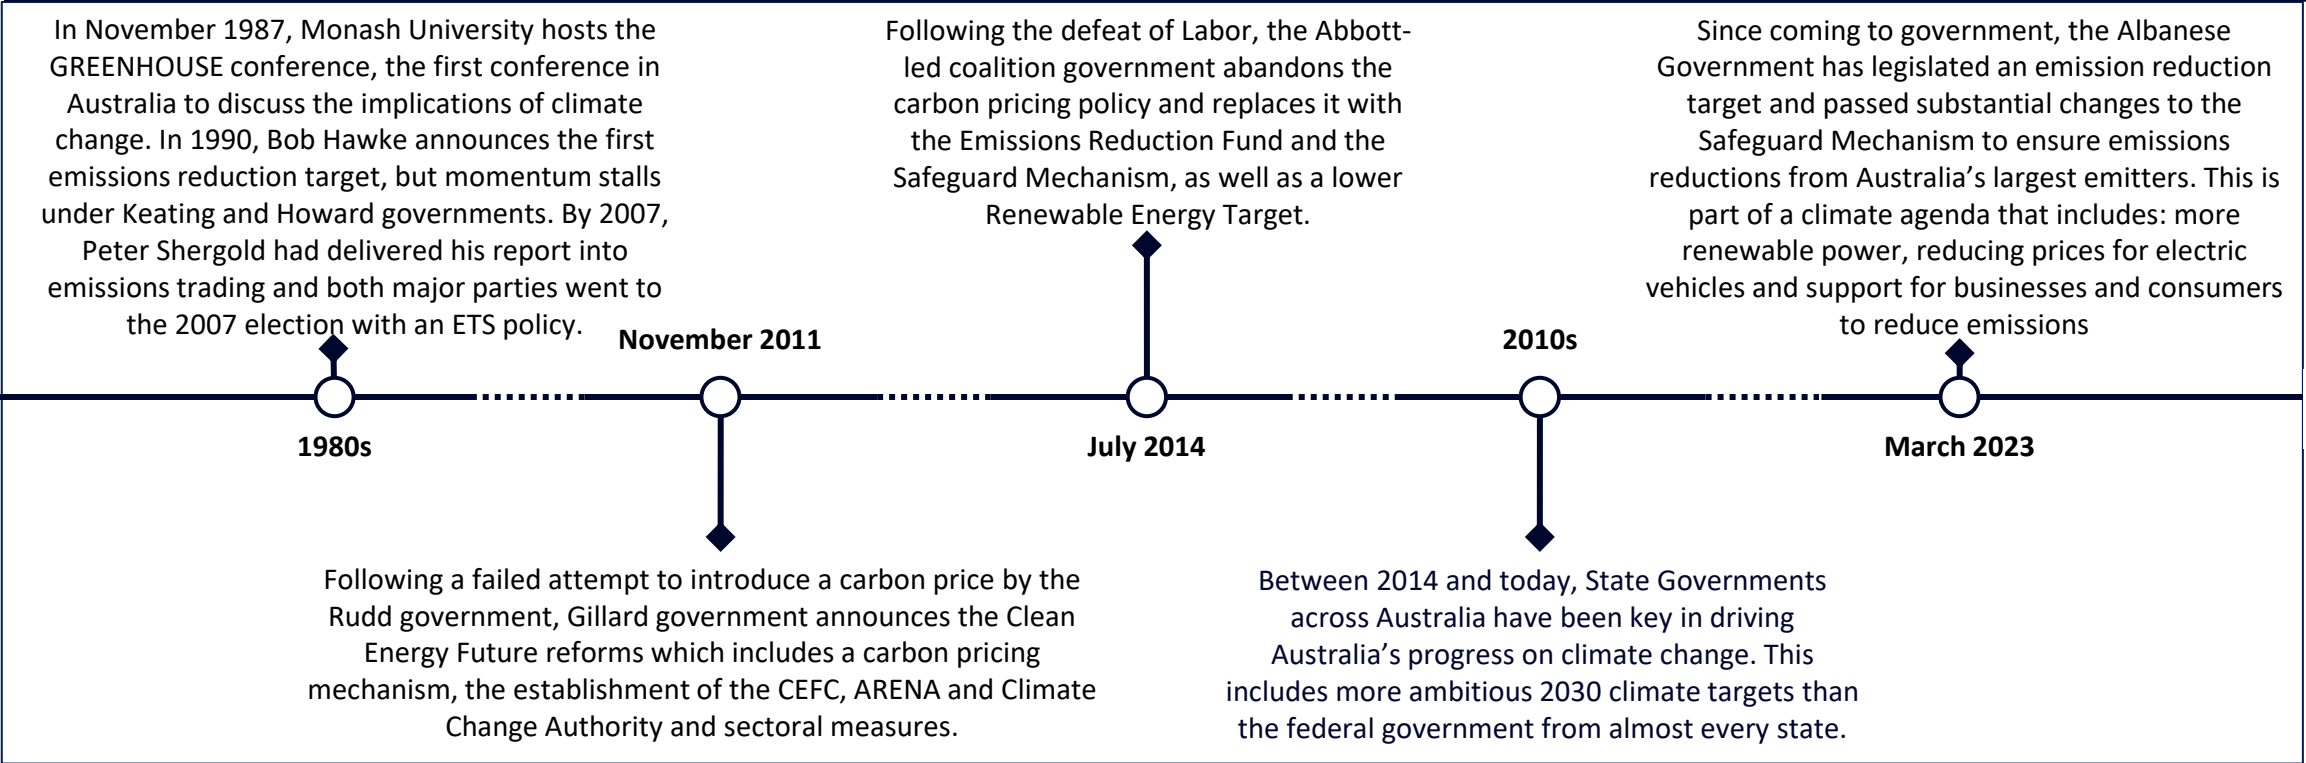 In November 1987, Monash University hosts the
GREENHOUSE conference, the first conference in
Australia to discuss the implications of climate
change. In 1990, Bob Hawke announces the first
emissions reduction target, but momentum stalls
under Keating and Howard governments. By 2007,
Peter Shergold had delivered his report into
emissions trading and both major parties went to
the 2007 election with an ETS policy.
1980s
November 2011
Following a failed attempt to introduce a carbon price by the
Rudd government, Gillard government announces the Clean
Energy Future reforms which includes a carbon pricing
mechanism, the establishment of the CEFC, ARENA and Climate
Change Authority and sectoral measures.
Following the defeat of Labor, the Abbott-
led coalition government abandons the
carbon pricing policy and replaces it with
the Emissions Reduction Fund and the
Safeguard Mechanism, as well as a lower
Renewable Energy Target.
July 2014
2010s
Between 2014 and today, State Governments
across Australia have been key in driving
Australia's progress on climate change. This
includes more ambitious 2030 climate targets than
the federal government from almost every state.
Since coming to government, the Albanese
Government has legislated an emission reduction
target and passed substantial changes to the
Safeguard Mechanism to ensure emissions
reductions from Australia's largest emitters. This is
part of a climate agenda that includes: more
renewable power, reducing prices for electric
vehicles and support for businesses and consumers
to reduce emissions
March 2023